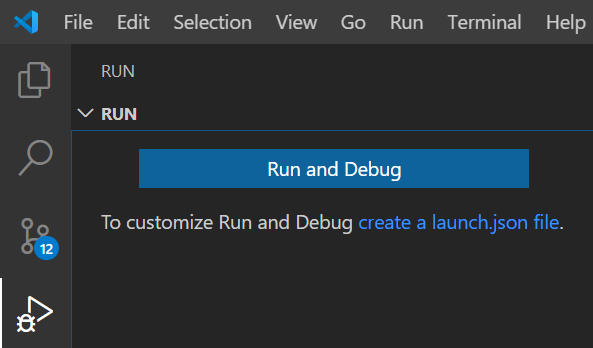 File Edit Selection View Go Run Terminal Help
RUN
RUN
Run and Debug
To customize Run and Debug create a launch.json file.
12